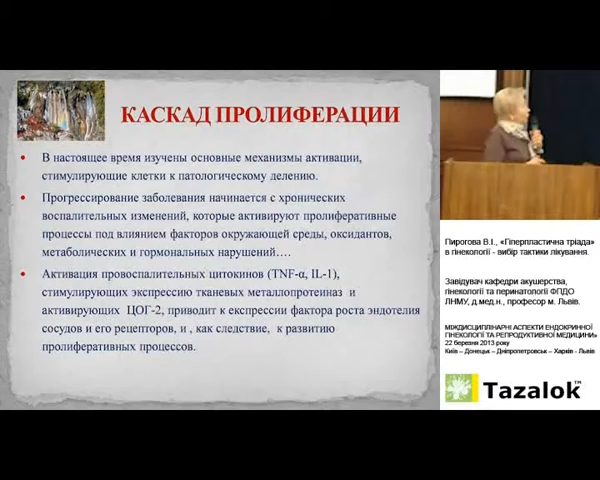 КАСКАД ПРОЛИФЕРАЦИИ
• В настоящее время изучены основные механизмы активации,
стимулирующие клетки к патологическому делению.
• Прогрессирование заболевания начинается с хронических
воспалительных изменений, которые активируют пролиферативные
процессы под влиянием факторов окружающей среды, оксидантов,
метаболических и гормональных нарушений….
• Активация провоспалительных цитокинов (TNF-α, IL-1),
стимулирующих экспрессию тканевых металлопротеиназ и
активирующих ЦОГ-2, приводит к експрессии фактора роста эндотелия
сосудов и его рецепторов, и , как следствие, к развитию
пролиферативных процессов.
Пирогова В.І., «Гіперпластична тріада»
в гінекології - вибір тактики лікування.
Завідувач кафедри акушерства,
гінекології та перинатології ФПДО
ЛНМУ, д.мед.н., професор м. Львів.
МІЖДИСЦИПЛІНАРНІ АСПЕКТИ ЕНДОКРИННОЇ
ГІНЕКОЛОГІЇ ТА РЕПРОДУКТИВНОЇ МЕДИЦИНИ»
22 березня 2013 року
Київ – Донецьк – Дніпропетровськ – Харків - Львів
Tazalok™